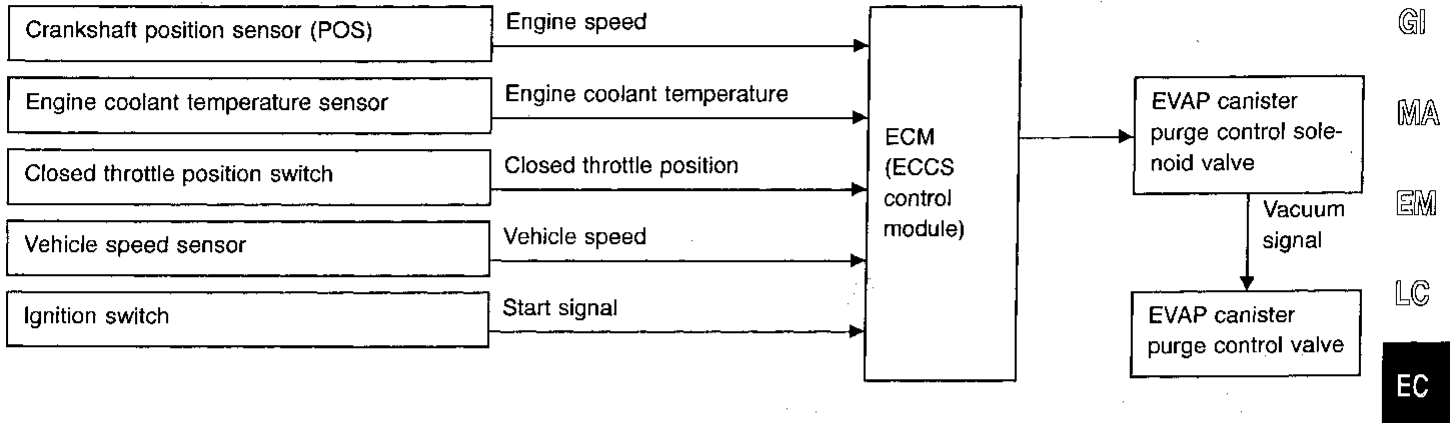 Crankshaft position sensor (POS)
Engine speed
Engine coolant temperature sensor
Engine coolant temperature
Closed throttle position switch
Closed throttle position
Vehicle speed sensor
Vehicle speed
Ignition switch
Start signal
ECM
(ECCS
control
module)
EVAP canister
purge control sole-
noid valve
Vacuum
signal
EVAP canister
purge control valve
GI
MA
EM
LC
EC